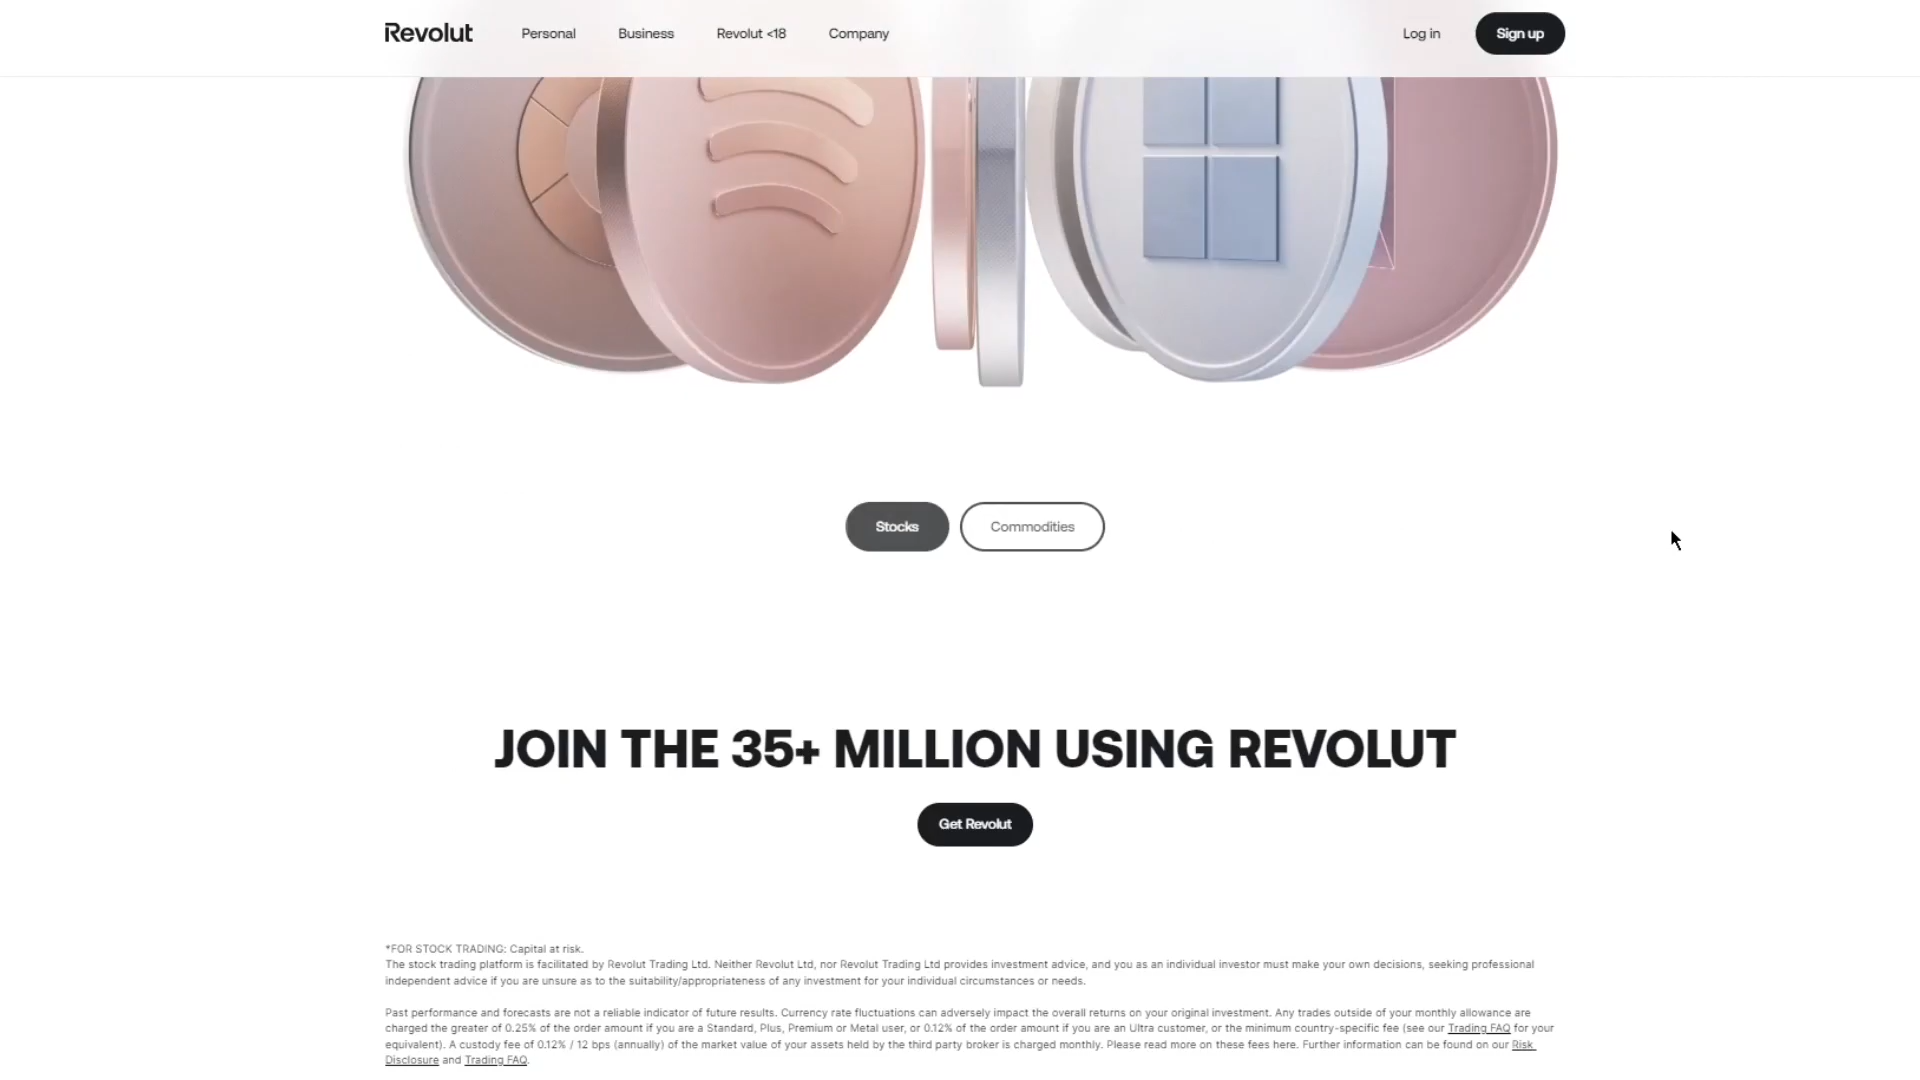 Revolut
Personal
Business
Revolut <18
Company
Log in
Sign up
Stocks
Commodities
JOIN THE 35+ MILLION USING REVOLUT
Get Revolut
*FOR STOCK TRADING: Capital at risk.
The stock trading platform is facilitated by Revolut Trading Ltd. Neither Revolut Ltd, nor Revolut Trading Ltd provides investment advice, and you as an individual investor must make your own decisions, seeking professional
independent advice if you are unsure as to the suitability/appropriateness of any investment for your individual circumstances or needs.
Past performance and forecasts are not a reliable indicator of future results. Currency rate fluctuations can adversely impact the overall returns on your original investment. Any trades outside of your monthly allowance are
charged the greater of 0.25% of the order amount if you are a Standard, Plus, Premium or Metal user, or 0.12% of the order amount if you are an Ultra customer, or the minimum country-specific fee (see our Trading FAQ for your
equivalent). A custody fee of 0.12% / 12 bps (annually) of the market value of your assets held by the third party broker is charged monthly. Please read more on these fees here. Further information can be found on our Risk
Disclosure and Trading FAQ.